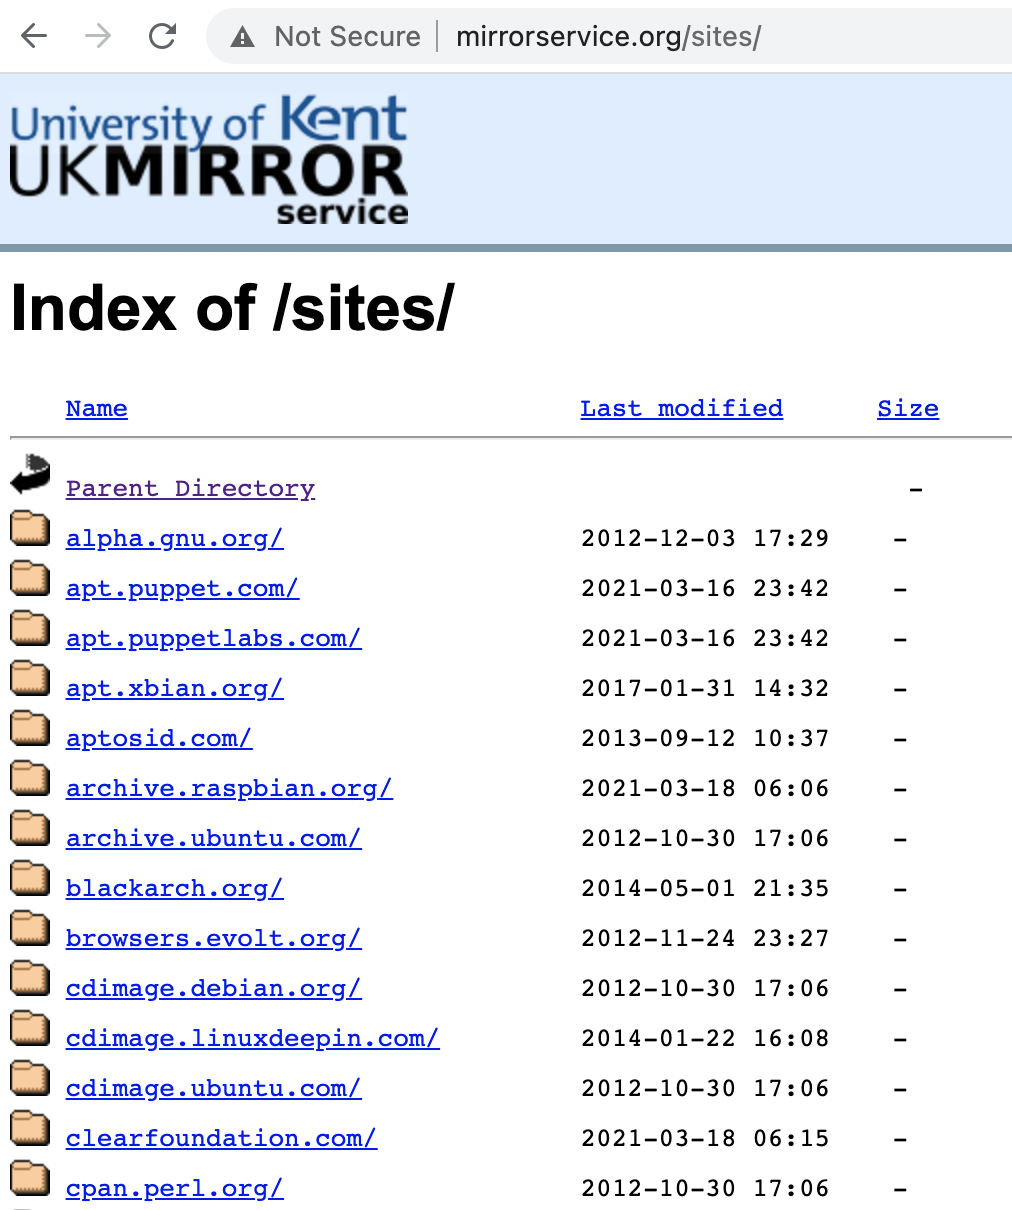 Not Secure | mirrorservice.org/sites/
University of Kent
UKMIRROR
service
Index of /sites/
Name Last modified Size
Parent Directory -
alpha.gnu.org/ 2012-12-03 17:29 -
apt.puppet.com/ 2021-03-16 23:42 -
apt.puppetlabs.com/ 2021-03-16 23:42 -
apt.xbian.org/ 2017-01-31 14:32 -
aptosid.com/ 2013-09-12 10:37 -
archive.raspbian.org/ 2021-03-18 06:06 -
archive.ubuntu.com/ 2012-10-30 17:06 -
blackarch.org/ 2014-05-01 21:35 -
browsers.evolt.org/ 2012-11-24 23:27 -
cdimage.debian.org/ 2012-10-30 17:06 -
cdimage.linuxdeepin.com/ 2014-01-22 16:08 -
cdimage.ubuntu.com/ 2012-10-30 17:06 -
clearfoundation.com/ 2021-03-18 06:15 -
cpan.perl.org/ 2012-10-30 17:06 -